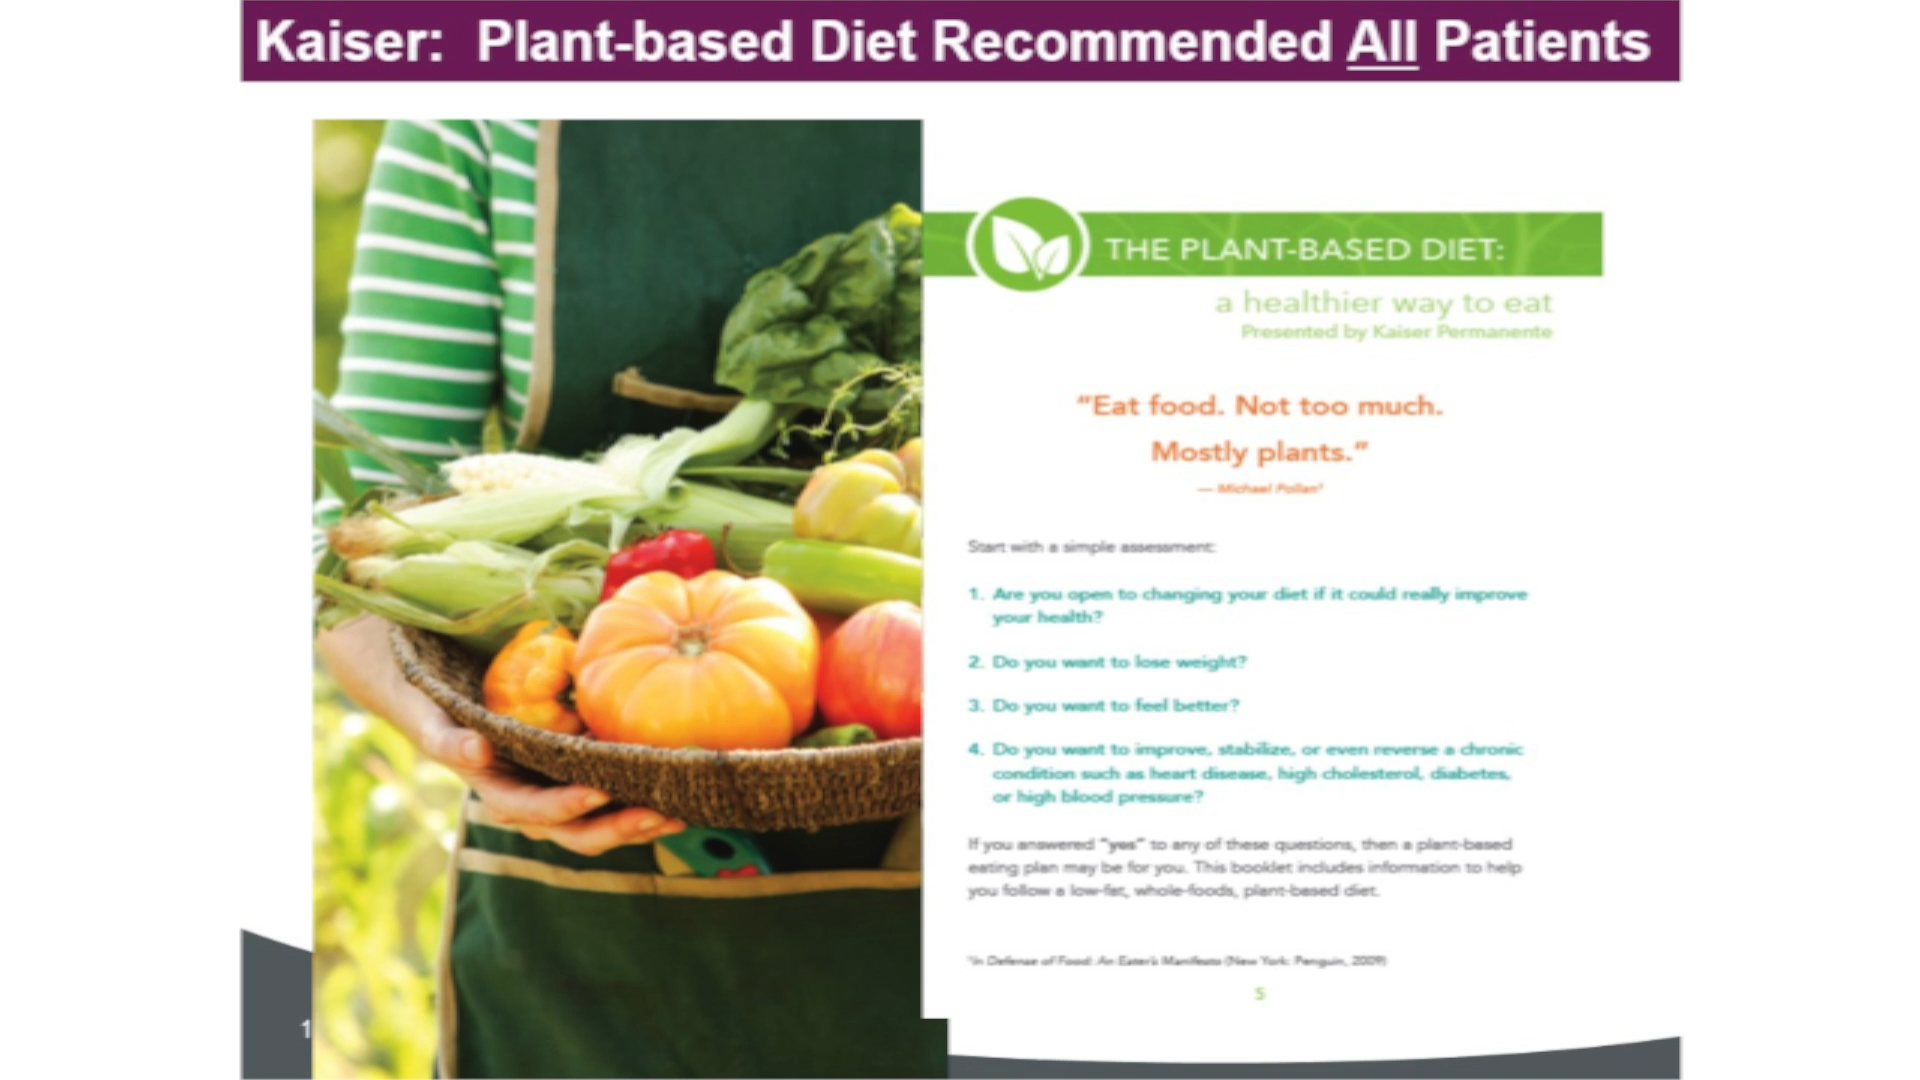 Kaiser: Plant-based Diet Recommended All Patients
THE PLANT-BASED DIET:
a healthier way to eat
Presented by Kaiser Permanente
“Eat food. Not too much.
Mostly plants.”
— Michael Pollan¹
Start with a simple assessment:
1. Are you open to changing your diet if it could really improve
your health?
2. Do you want to lose weight?
3. Do you want to feel better?
4. Do you want to improve, stabilize, or even reverse a chronic
condition such as heart disease, high cholesterol, diabetes,
or high blood pressure?
If you answered “yes” to any of these questions, then a plant-based
eating plan may be for you. This booklet includes information to help
you follow a low-fat, whole-foods, plant-based diet.
¹In Defense of Food: An Eater's Manifesto (New York: Penguin, 2009)
5
1